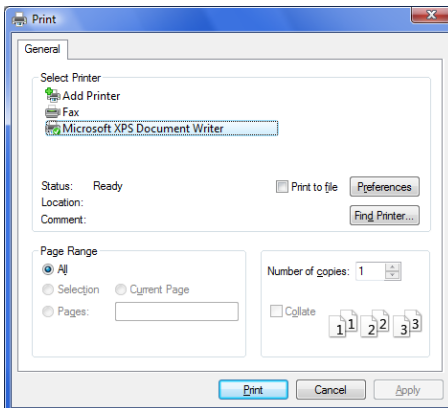 Print
General
Select Printer
Add Printer
Fax
Microsoft XPS Document Writer
Status: Ready
Print to file
Preferences
Location:
Comment:
Find Printer...
Page Range
All
Selection
Current Page
Pages:
Number of copies: 1
Collate
1 1 2 2 3 3
Print
Cancel
Apply